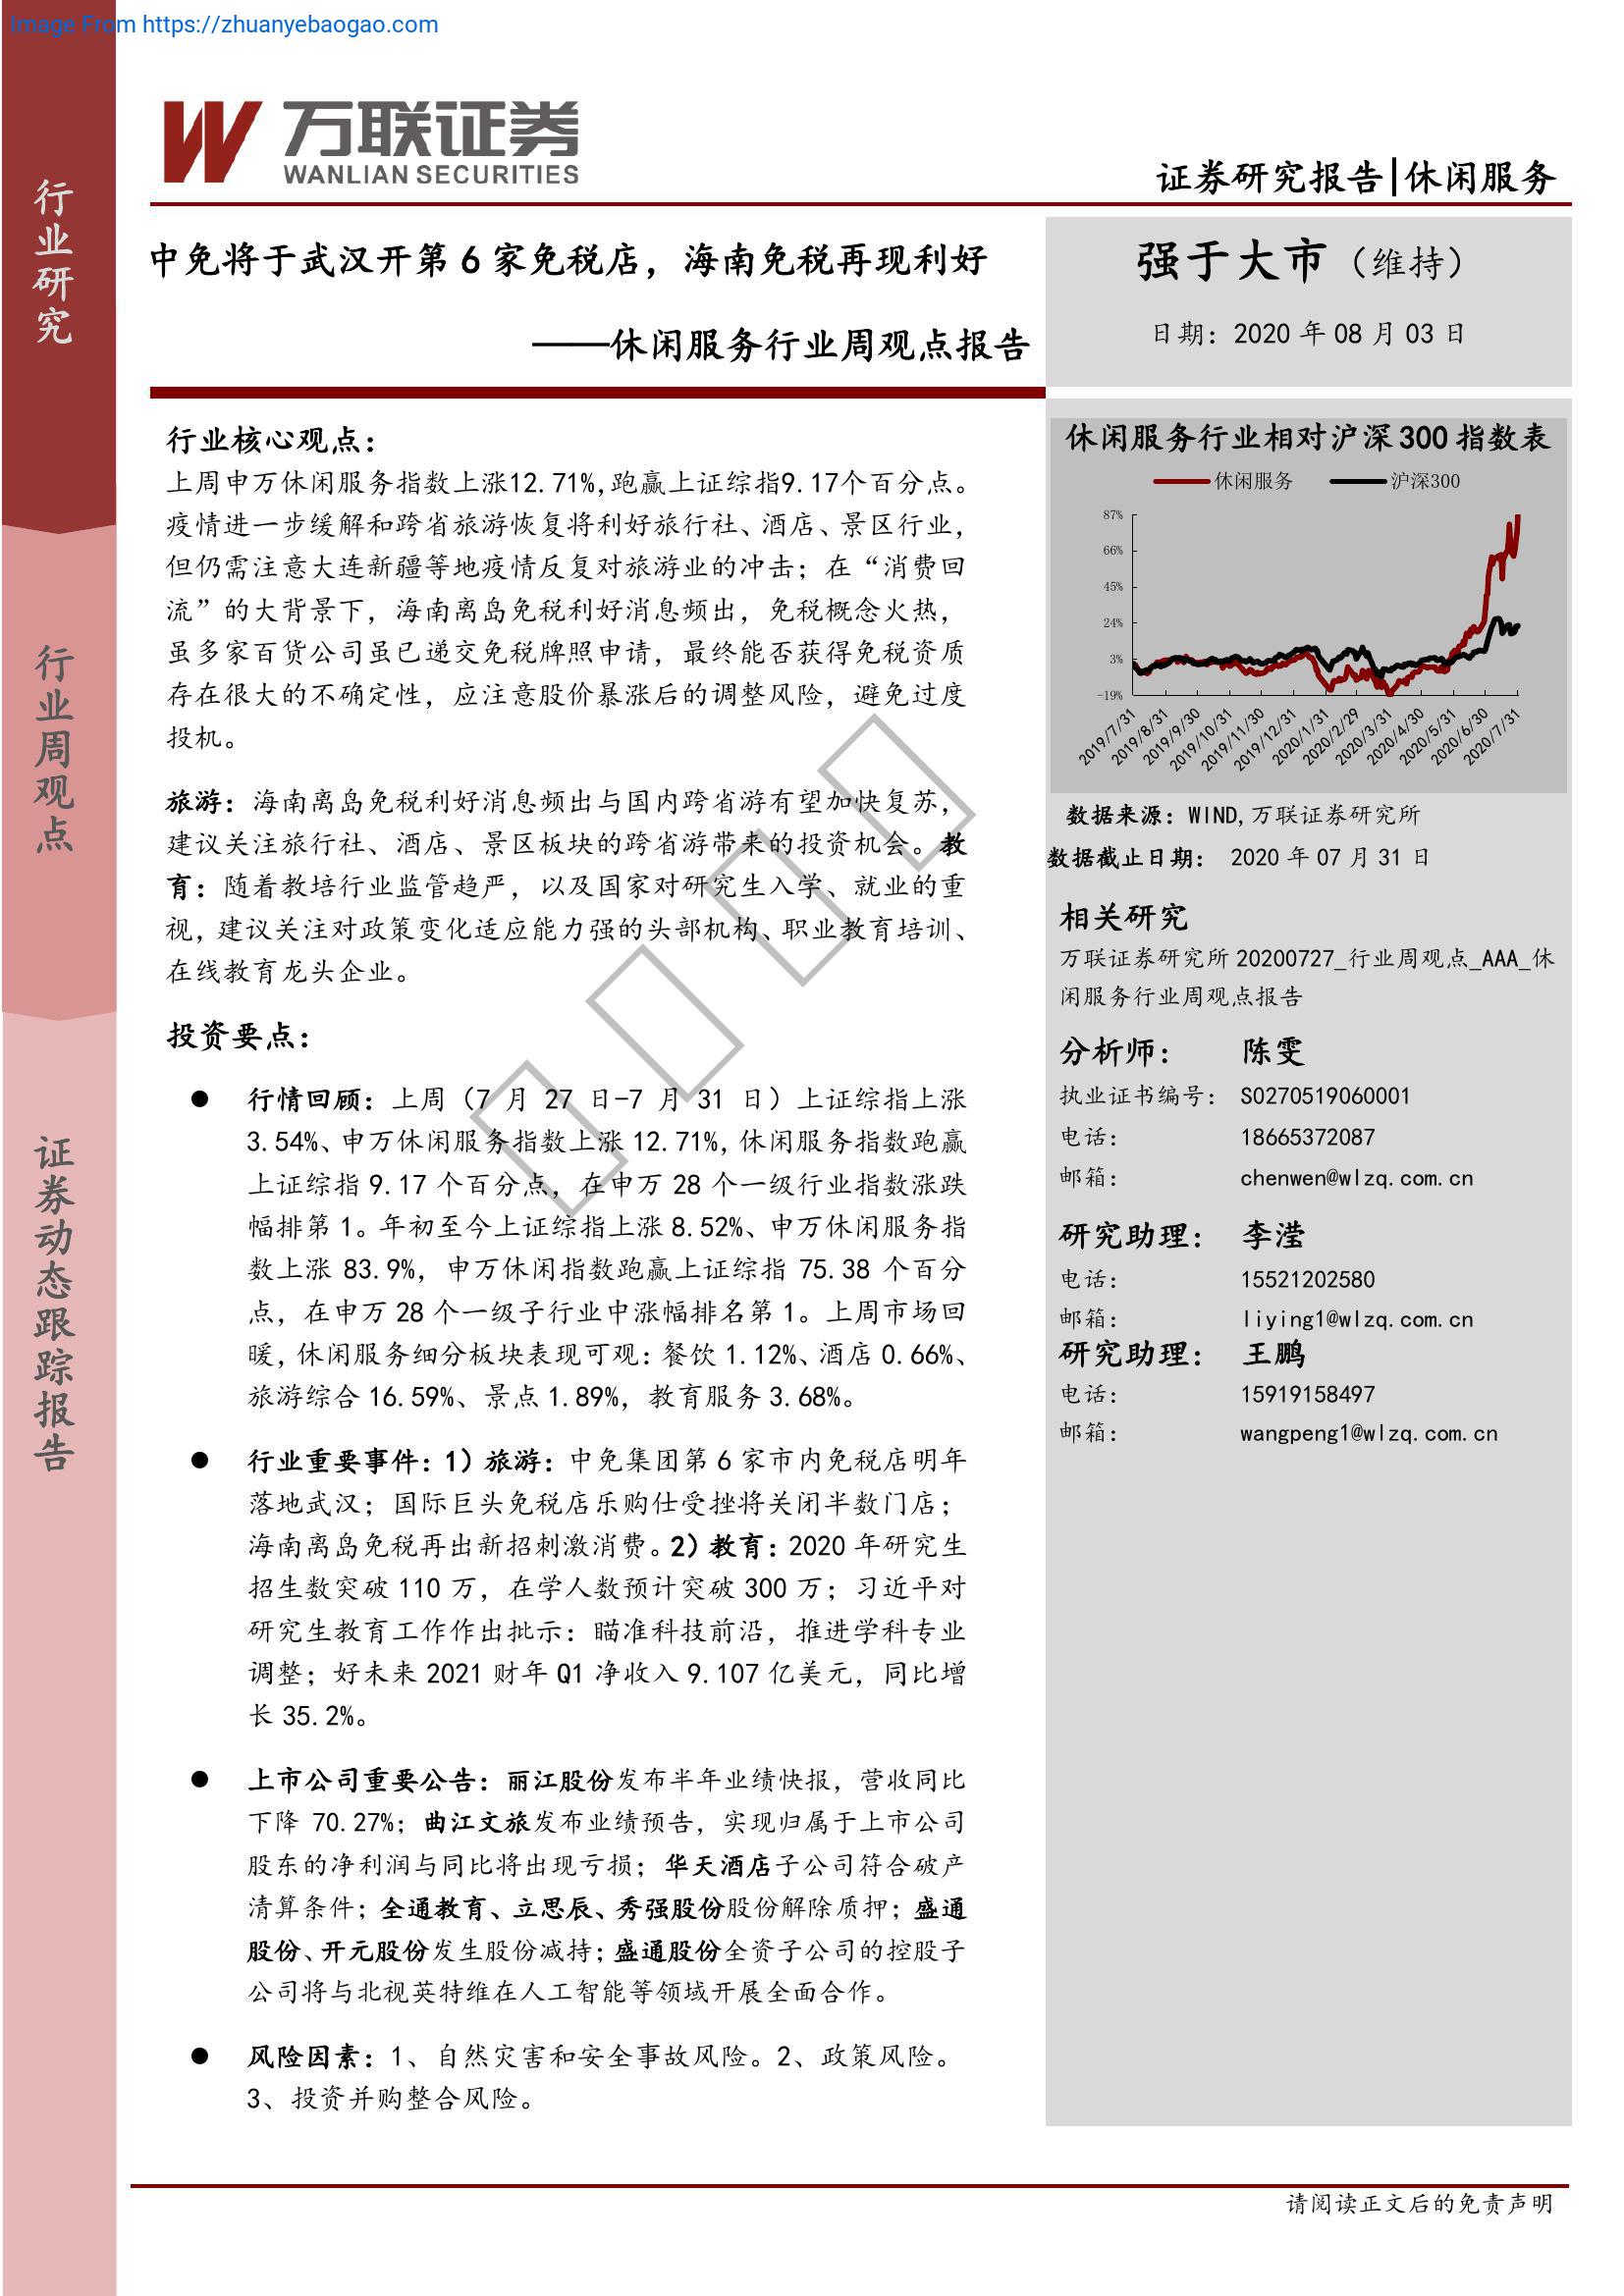 Image From https://zhuanyebaogao.com
行业研究
行业周观点
证券动态跟踪报告
万联证券
WANLIAN SECURITIES
证券研究报告|休闲服务
中免将于武汉开第 6 家免税店，海南免税再现利好
——休闲服务行业周观点报告
强于大市（维持）
日期：2020 年 08 月 03 日
行业核心观点：
上周申万休闲服务指数上涨12.71%,跑赢上证综指9.17个百分点。
疫情进一步缓解和跨省旅游恢复将利好旅行社、酒店、景区行业，
但仍需注意大连新疆等地疫情反复对旅游业的冲击；在“消费回
流”的大背景下，海南离岛免税利好消息频出，免税概念火热，
虽多家百货公司虽已递交免税牌照申请，最终能否获得免税资质
存在很大的不确定性，应注意股价暴涨后的调整风险，避免过度
投机。
旅游：海南离岛免税利好消息频出与国内跨省游有望加快复苏，
建议关注旅行社、酒店、景区板块的跨省游带来的投资机会。教
育：随着教培行业监管趋严，以及国家对研究生入学、就业的重
视，建议关注对政策变化适应能力强的头部机构、职业教育培训、
在线教育龙头企业。
投资要点：
● 行情回顾：上周（7 月 27 日-7 月 31 日）上证综指上涨
3.54%、申万休闲服务指数上涨 12.71%,休闲服务指数跑赢
上证综指 9.17 个百分点，在申万 28 个一级行业指数涨跌
幅排第 1。年初至今上证综指上涨 8.52%、申万休闲服务指
数上涨 83.9%，申万休闲指数跑赢上证综指 75.38 个百分
点，在申万 28 个一级子行业中涨幅排名第 1。上周市场回
暖，休闲服务细分板块表现可观：餐饮 1.12%、酒店 0.66%、
旅游综合 16.59%、景点 1.89%，教育服务 3.68%。
● 行业重要事件：1）旅游：中免集团第 6 家市内免税店明年
落地武汉；国际巨头免税店乐购仕受挫将关闭半数门店；
海南离岛免税再出新招刺激消费。2）教育：2020 年研究生
招生数突破 110 万，在学人数预计突破 300 万；习近平对
研究生教育工作作出批示：瞄准科技前沿，推进学科专业
调整；好未来 2021 财年 Q1 净收入 9.107 亿美元，同比增
长 35.2%。
● 上市公司重要公告：丽江股份发布半年业绩快报，营收同比
下降 70.27%；曲江文旅发布业绩预告，实现归属于上市公司
股东的净利润与同比将出现亏损；华天酒店子公司符合破产
清算条件；全通教育、立思辰、秀强股份股份解除质押；盛通
股份、开元股份发生股份减持；盛通股份全资子公司的控股子
公司将与北视英特维在人工智能等领域开展全面合作。
● 风险因素：1、自然灾害和安全事故风险。2、政策风险。
3、投资并购整合风险。
休闲服务行业相对沪深 300 指数表
休闲服务 沪深300
87%
66%
45%
24%
3%
-19%
2019/7/31 2019/8/31 2019/9/30 2019/10/31 2019/11/30 2019/12/31 2020/1/31 2020/2/29 2020/3/31 2020/4/30 2020/5/31 2020/6/30 2020/7/31
数据来源：WIND,万联证券研究所
数据截止日期： 2020 年 07 月 31 日
相关研究
万联证券研究所 20200727_行业周观点_AAA_休
闲服务行业周观点报告
分析师： 陈雯
执业证书编号： S0270519060001
电话： 18665372087
邮箱： chenwen@wlzq.com.cn
研究助理： 李滢
电话： 15521202580
邮箱： liying1@wlzq.com.cn
研究助理： 王鹏
电话： 15919158497
邮箱： wangpeng1@wlzq.com.cn
请阅读正文后的免责声明